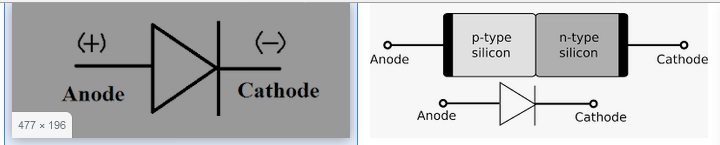 (+)
(−)
Anode
Cathode
477 × 196
p-type
silicon
n-type
silicon
Anode
Cathode
Anode
Cathode